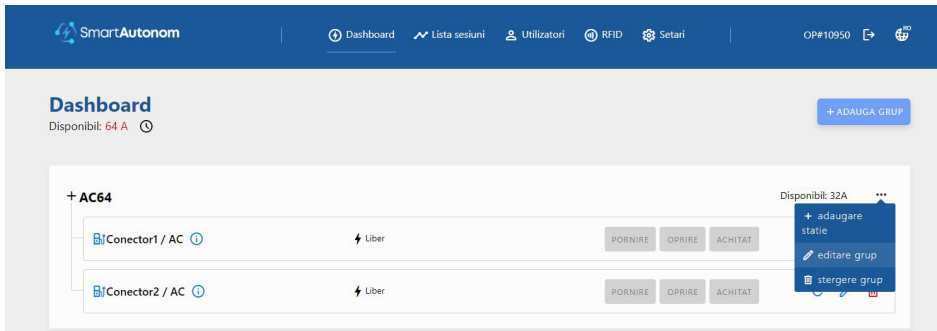 SmartAutonom
Dashboard Lista sesiuni Utilizatori RFID Setari OP#10950 RO
Dashboard
Disponibil: 64 A
+ ADAUGA GRUP
AC64 Disponibil: 32A ...
+ adaugare
statie
Conector1 / AC Liber PORNIRE OPRIRE ACHITAT
editare grup
stergere grup
Conector2 / AC Liber PORNIRE OPRIRE ACHITAT